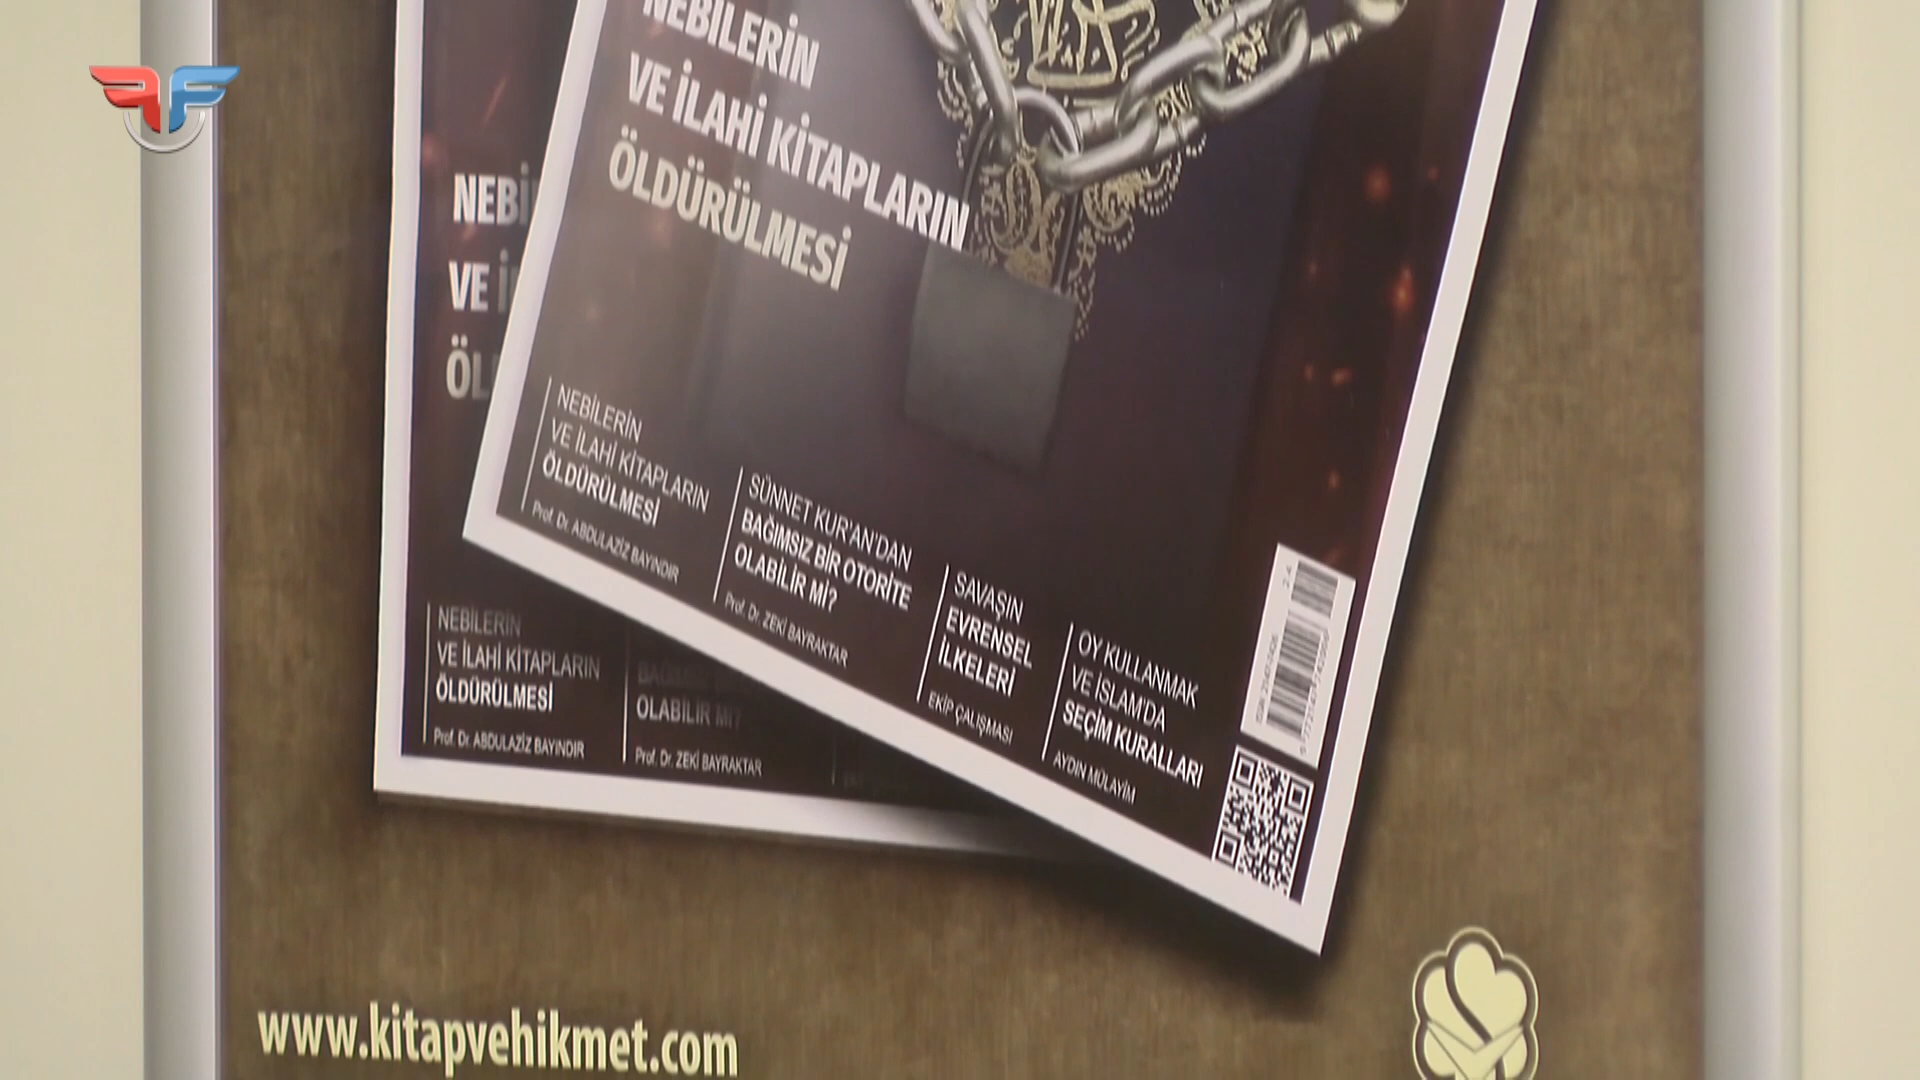 NEBİLERİN
VE İLAHİ KİTAPLARIN
ÖLDÜRÜLMESİ
NEBİLERİN
VE İLAHİ KİTAPLARIN
ÖLDÜRÜLMESİ
Prof. Dr. ABDULAZİZ BAYINDIR
SÜNNET KUR'AN'DAN
BAĞIMSIZ BİR OTORİTE
OLABİLİR Mİ?
Prof. Dr. ZEKİ BAYRAKTAR
SAVAŞIN
EVRENSEL
İLKELERİ
EKİP ÇALIŞMASI
OY KULLANMAK
VE İSLAM'DA
SEÇİM KURALLARI
AYDIN MÜLAYİM
24
NEBİ
VE İ
ÖL
NEBİLERİN
VE İLAHİ KİTAPLARIN
ÖLDÜRÜLMESİ
Prof. Dr. ABDULAZİZ BAYINDIR
OLABİLİR Mİ?
Prof. Dr. ZEKİ BAYRAKTAR
www.kitapvehikmet.com